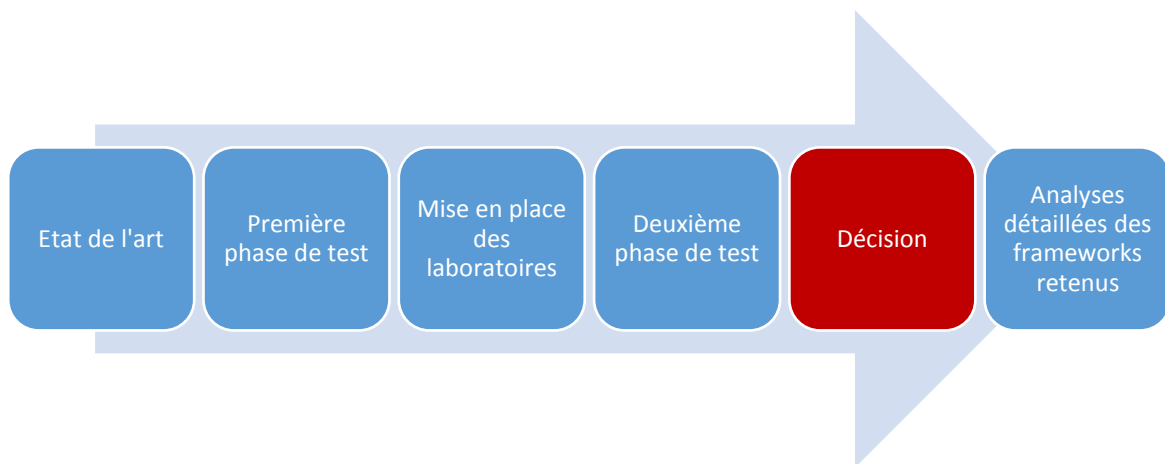 Etat de l'art
Première
phase de test
Mise en place
des
laboratoires
Deuxième
phase de test
Décision
Analyses
détaillées des
frameworks
retenus